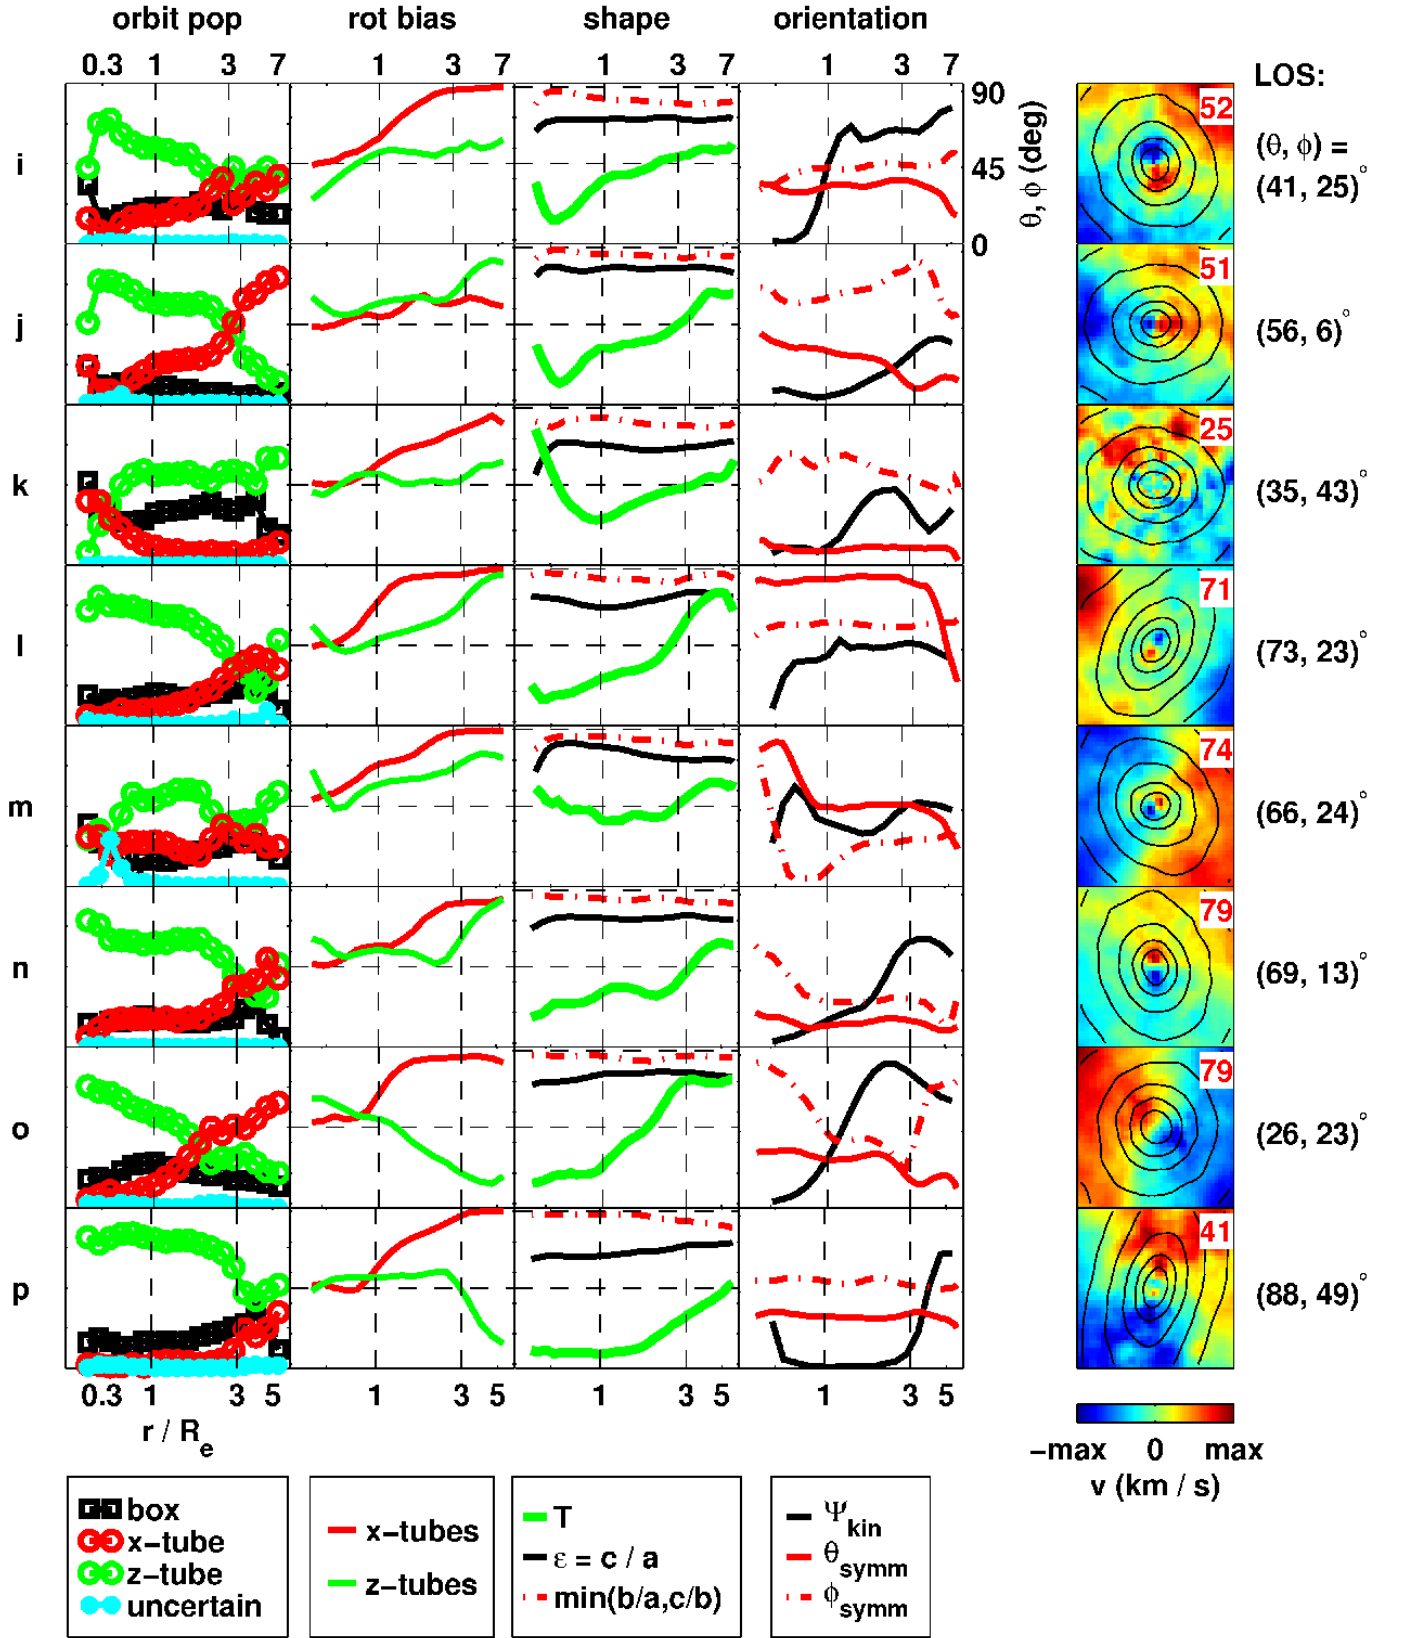 orbit pop rot bias shape orientation
0.3 1 3 7 1 3 7 1 3 7 1 3 7
LOS:
90
45
0
θ, ϕ (deg)
(θ, ϕ) =
i 52 (41, 25)°
j 51 (56, 6)°
k 25 (35, 43)°
l 71 (73, 23)°
m 74 (66, 24)°
n 79 (69, 13)°
o 79 (26, 23)°
p 41 (88, 49)°
0.3 1 3 5 1 3 5 1 3 5 1 3 5
r / Re
−max 0 max
v (km / s)
box
x−tube
z−tube
uncertain
x−tubes
z−tubes
T
ε = c / a
min(b/a,c/b)
Ψkin
θsymm
ϕsymm